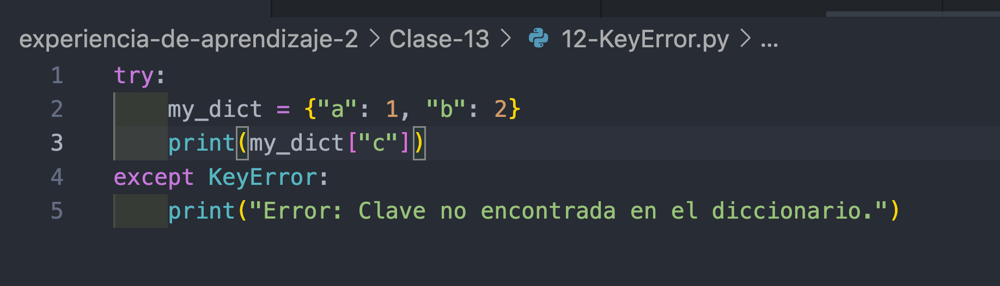 experiencia-de-aprendizaje-2 > Clase-13 > 12-KeyError.py > ...
1 try:
2     my_dict = {"a": 1, "b": 2}
3     print(my_dict["c"])
4 except KeyError:
5     print("Error: Clave no encontrada en el diccionario.")